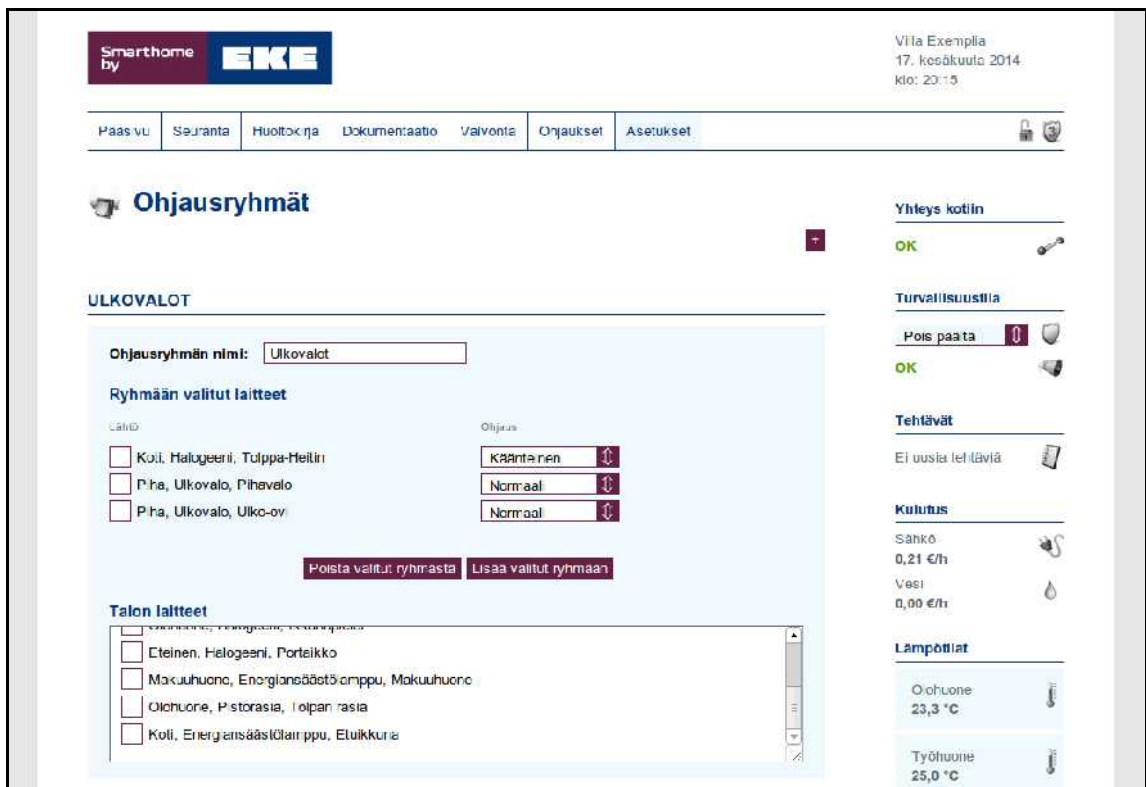 Smarthome
by
EKE
Villa Exemplia
17. kesäkuuta 2014
klo: 20:15
Pääsivu Seuranta Huoltokirja Dokumentaatio Valvonta Ohjaukset Asetukset
Ohjausryhmät
+
ULKOVALOT
Ohjausryhmän nimi: Ulkovalot
Ryhmään valitut laitteet
Lähtö Ohjaus
Koti, Halogeeni, Tolppa-Heitin Käänteinen
Piha, Ulkovalo, Pihavalo Normaali
Piha, Ulkovalo, Ulko-ovi Normaali
Poista valitut ryhmästä Lisää valitut ryhmään
Talon laitteet
Olohuone, Halogeeni,
Eteinen, Halogeeni, Portaikko
Makuuhuone, Energiansäästölamppu, Makuuhuone
Olohuone, Pistorasia, Tolpan rasia
Koti, Energiansäästölamppu, Etuikkuna
Yhteys kotiin
OK
Turvallisuustila
Pois päältä
OK
Tehtävät
Ei uusia tehtäviä
Kulutus
Sähkö
0,21 €/h
Vesi
0,00 €/h
Lämpötilat
Olohuone
23,3 °C
Työhuone
25,0 °C